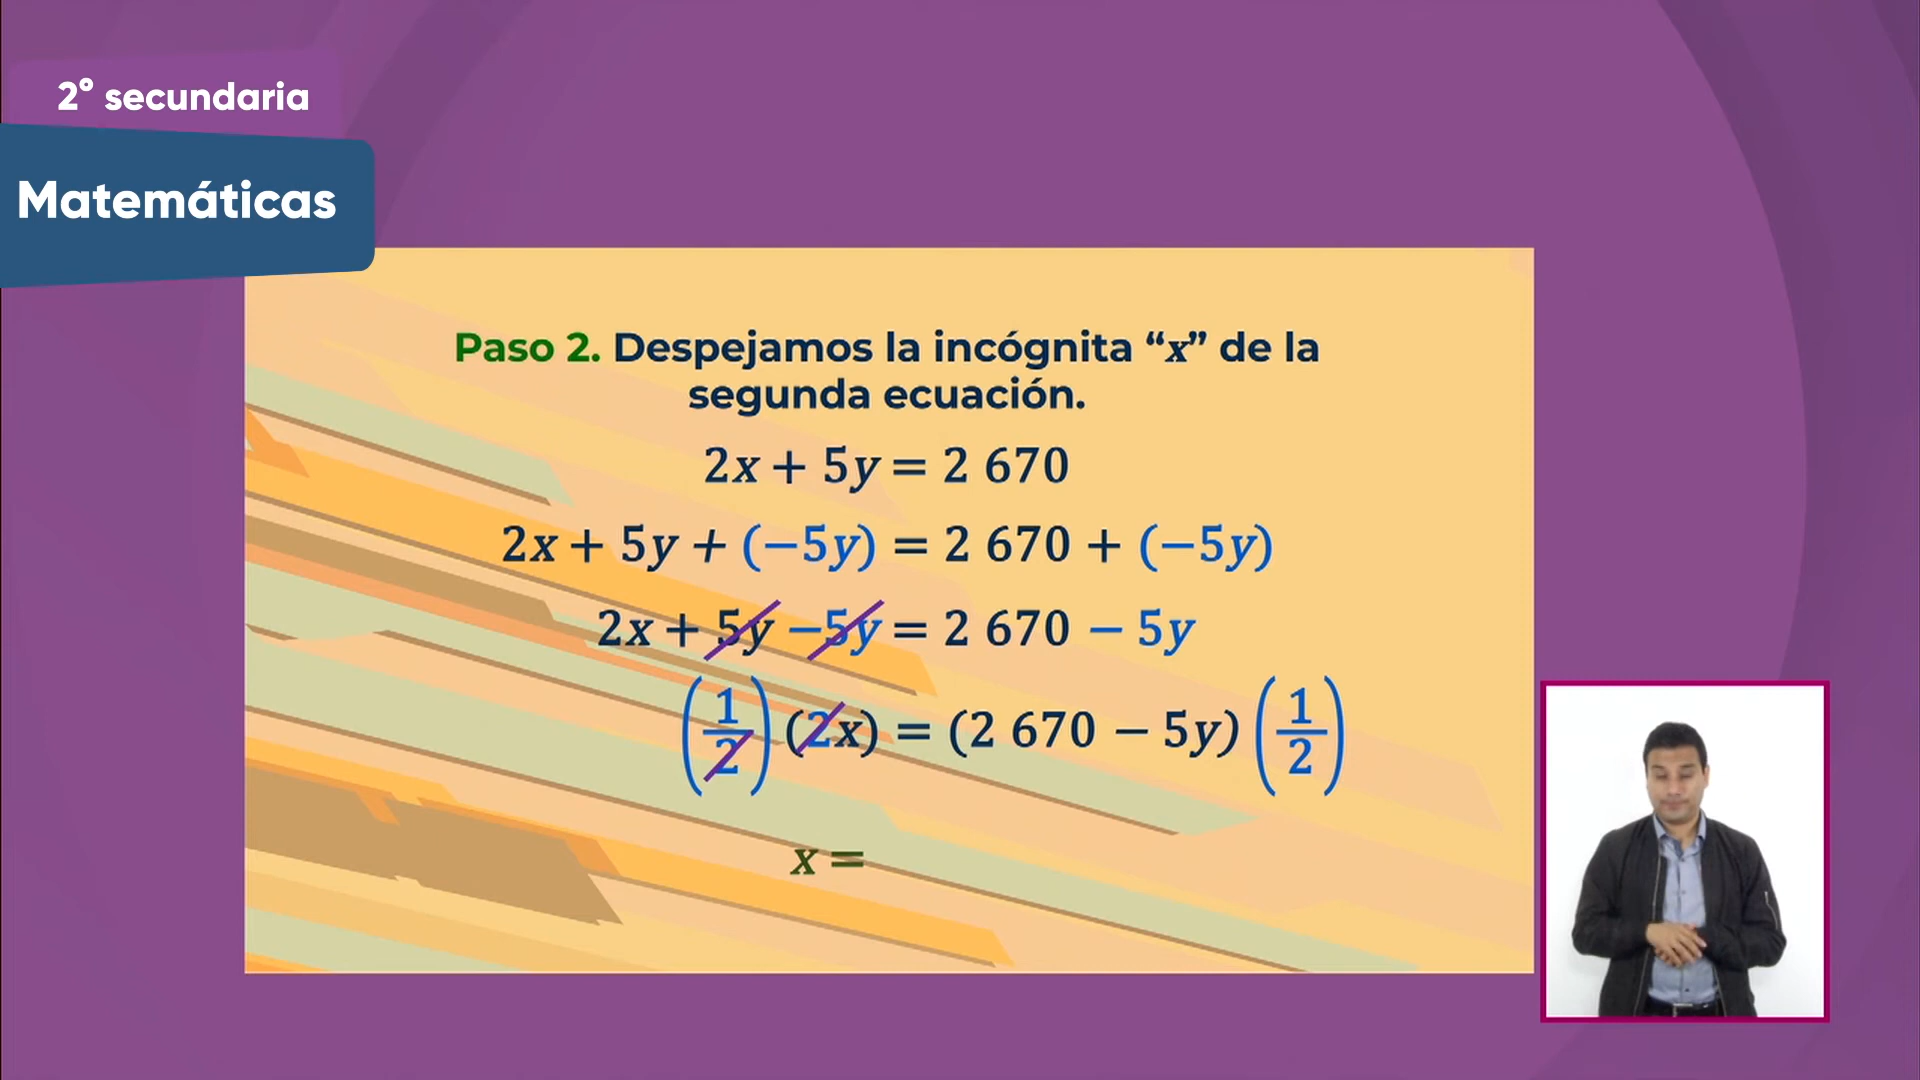 2° secundaria
Matemáticas
Paso 2. Despejamos la incógnita “x” de la
segunda ecuación.
2x + 5y = 2 670
2x + 5y + (−5y) = 2 670 + (−5y)
2x + 5y − 5y = 2 670 − 5y
(1/2) (2x) = (2 670 − 5y) (1/2)
x =